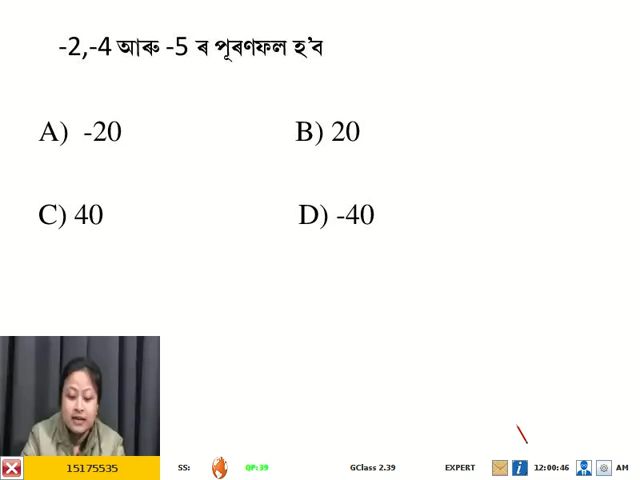 -2,-4 আৰু -5 ৰ পূৰণফল হ'ব
A) -20 B) 20
C) 40 D) -40
15175535 SS: QF:39 GClass 2.39 EXPERT 12:00:46 AM